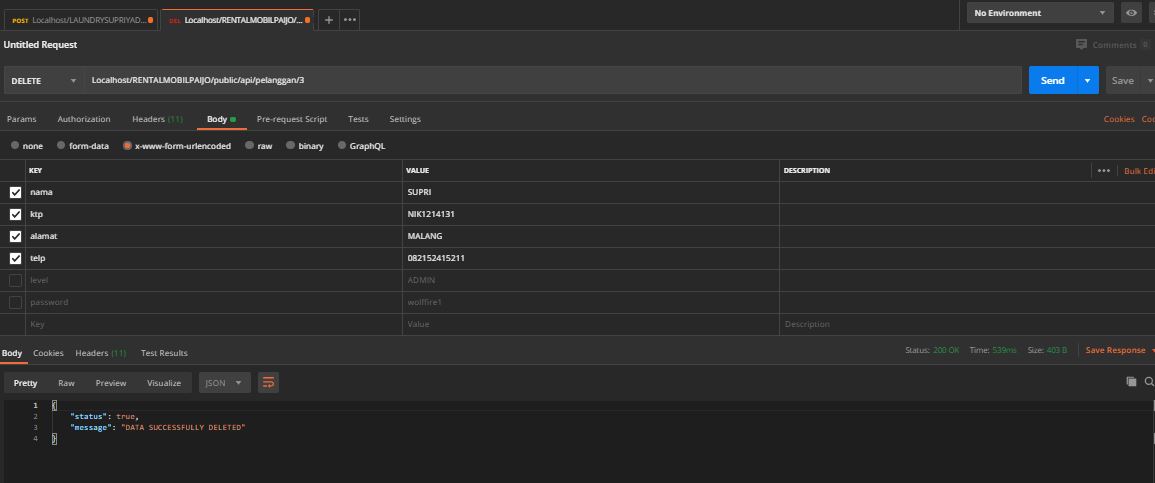 POST Localhost/LAUNDRYSUPRIYAD... DEL Localhost/RENTALMOBILPAIJO/... + ••• No Environment
Untitled Request Comments 0
DELETE Localhost/RENTALMOBILPAIJO/public/api/pelanggan/3 Send Save
Params Authorization Headers (11) Body Pre-request Script Tests Settings Cookies
none form-data x-www-form-urlencoded raw binary GraphQL
KEY VALUE DESCRIPTION ••• Bulk Edi
nama SUPRI
ktp NIK1214131
alamat MALANG
telp 082152415211
level ADMIN
password wolffire1
Key Value Description
Body Cookies Headers (11) Test Results Status: 200 OK Time: 539ms Size: 403 B Save Response
Pretty Raw Preview Visualize JSON
1 {
2 "status": true,
3 "message": "DATA SUCCESSFULLY DELETED"
4 }